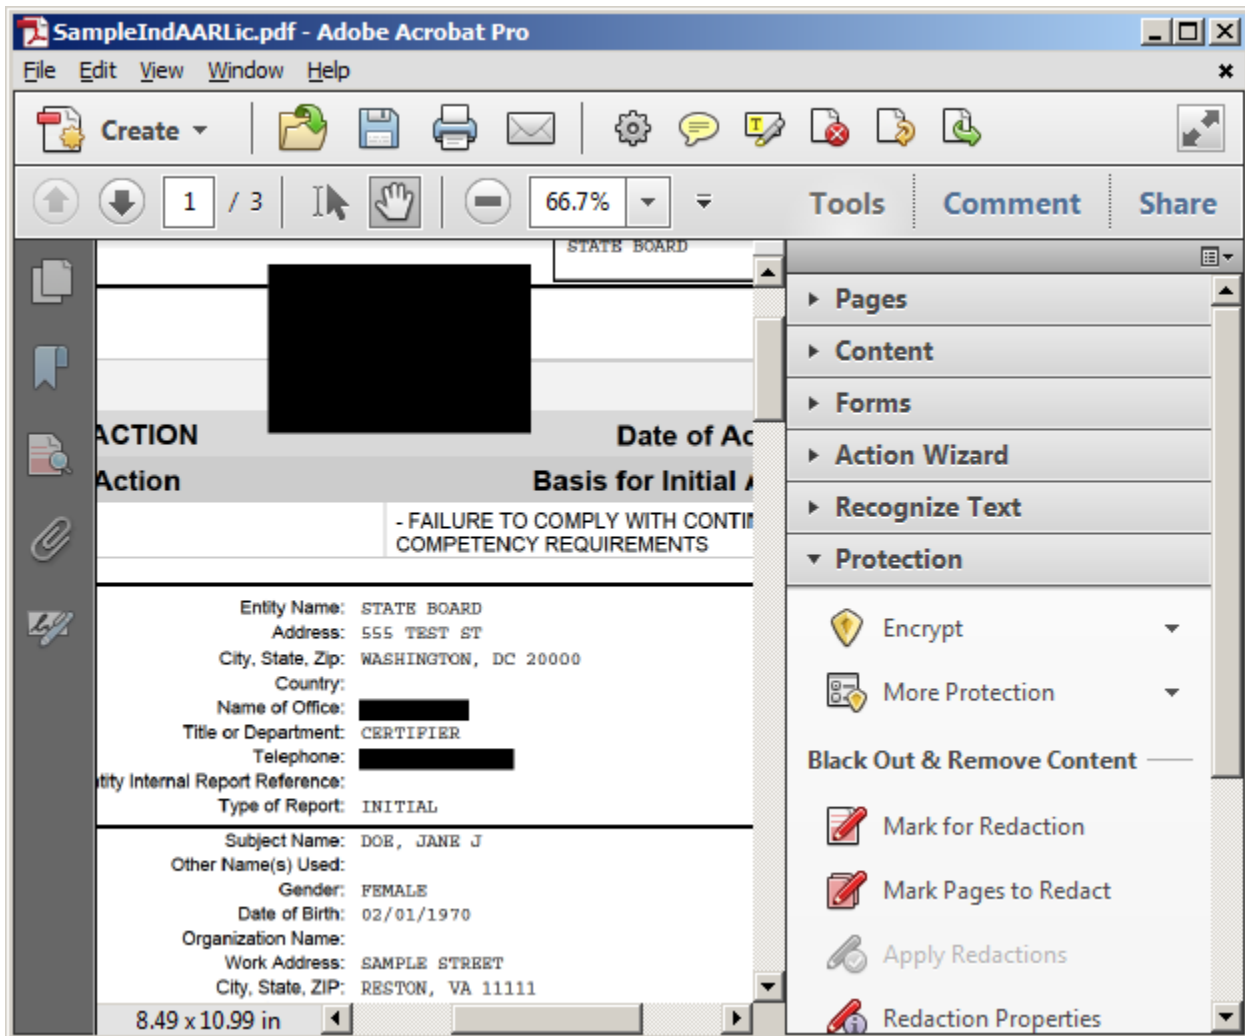 SampleIndAARLic.pdf - Adobe Acrobat Pro
File Edit View Window Help
Create
1 / 3 66.7% Tools Comment Share
STATE BOARD
ACTION Date of Ac
Action Basis for Initial A
- FAILURE TO COMPLY WITH CONTIN
COMPETENCY REQUIREMENTS
Entity Name: STATE BOARD
Address: 555 TEST ST
City, State, Zip: WASHINGTON, DC 20000
Country:
Name of Office:
Title or Department: CERTIFIER
Telephone:
tity Internal Report Reference:
Type of Report: INITIAL
Subject Name: DOE, JANE J
Other Name(s) Used:
Gender: FEMALE
Date of Birth: 02/01/1970
Organization Name:
Work Address: SAMPLE STREET
City, State, ZIP: RESTON, VA 11111
8.49 x 10.99 in
Pages
Content
Forms
Action Wizard
Recognize Text
Protection
Encrypt
More Protection
Black Out & Remove Content
Mark for Redaction
Mark Pages to Redact
Apply Redactions
Redaction Properties